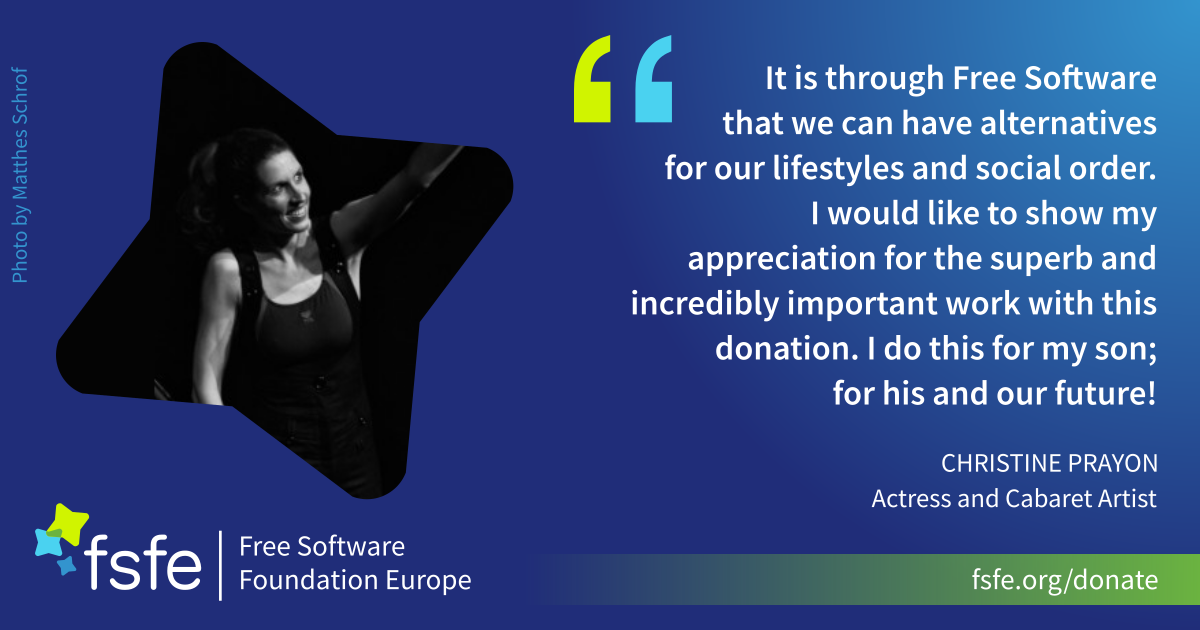 Photo by Matthes Schrof
It is through Free Software
that we can have alternatives
for our lifestyles and social order.
I would like to show my
appreciation for the superb and
incredibly important work with this
donation. I do this for my son;
for his and our future!
CHRISTINE PRAYON
Actress and Cabaret Artist
fsfe
Free Software
Foundation Europe
fsfe.org/donate